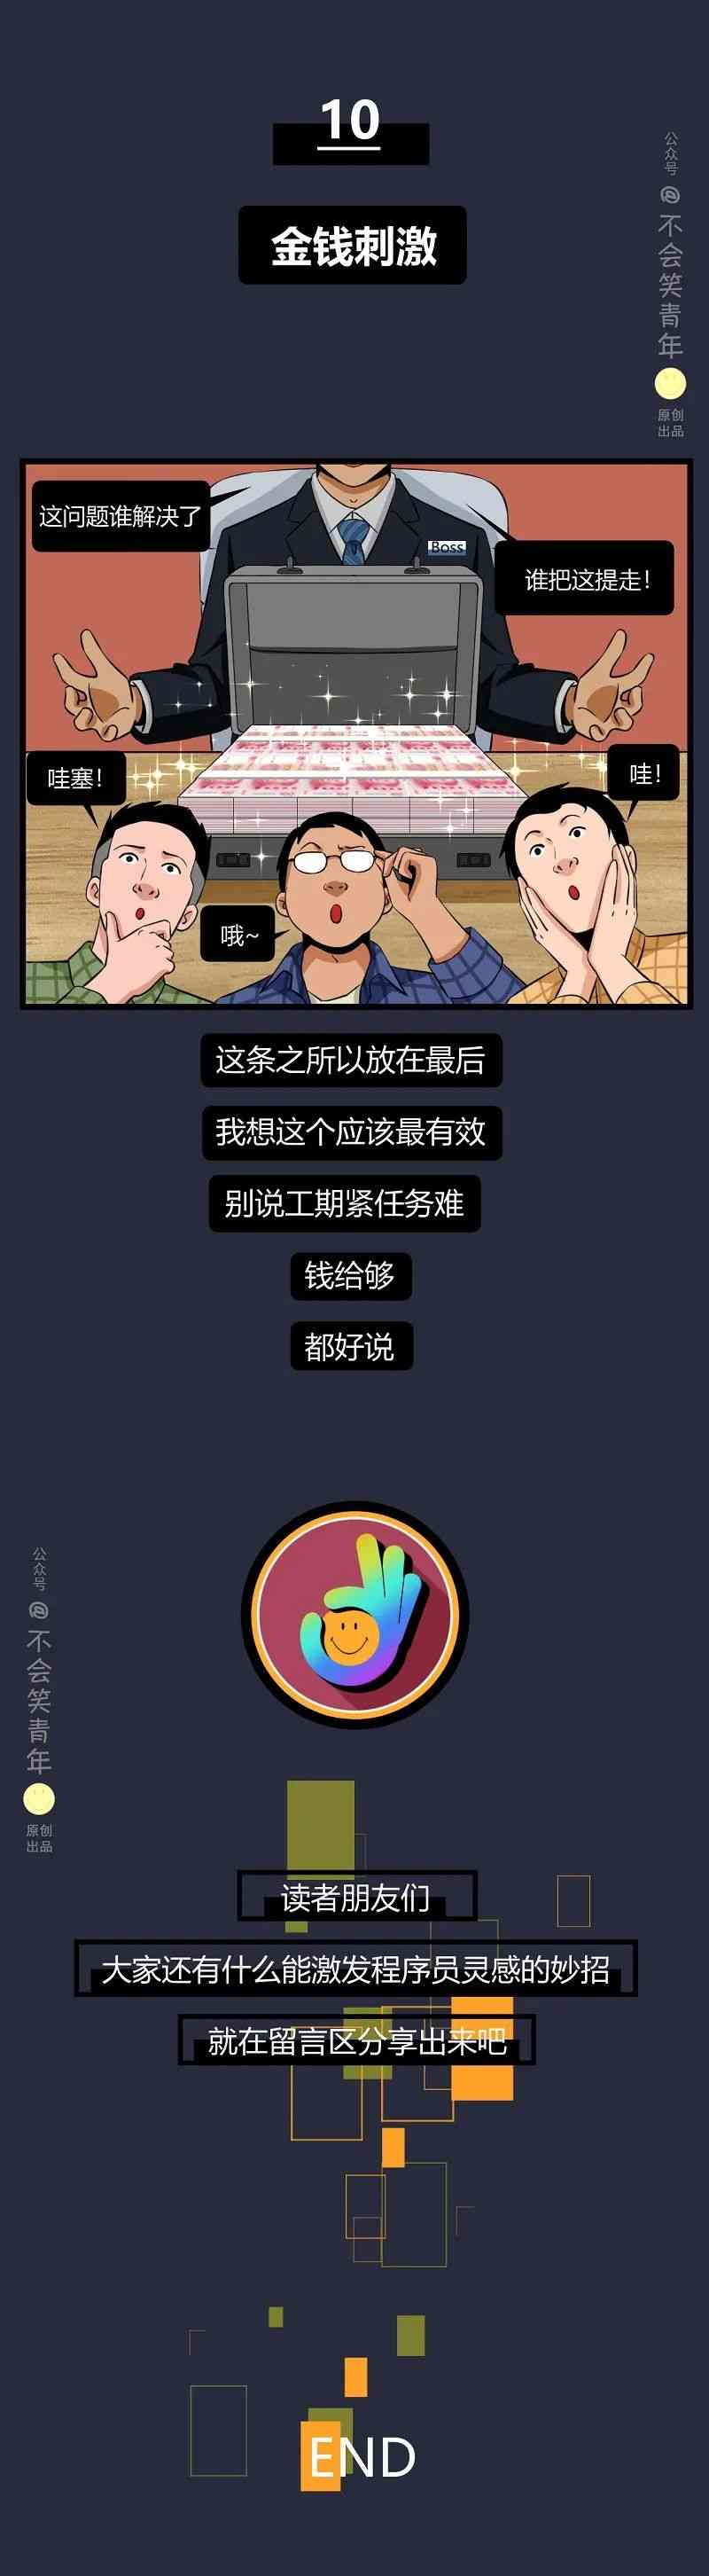 10
金钱刺激
公众号
@不会笑青年
原创
出品
这问题谁解决了
Boss
谁把这提走!
哇塞!
哇!
哦~
这条之所以放在最后
我想这个应该最有效
别说工期紧任务难
钱给够
都好说
公众号
@不会笑青年
原创
出品
读者朋友们
大家还有什么能激发程序员灵感的妙招
就在留言区分享出来吧
END